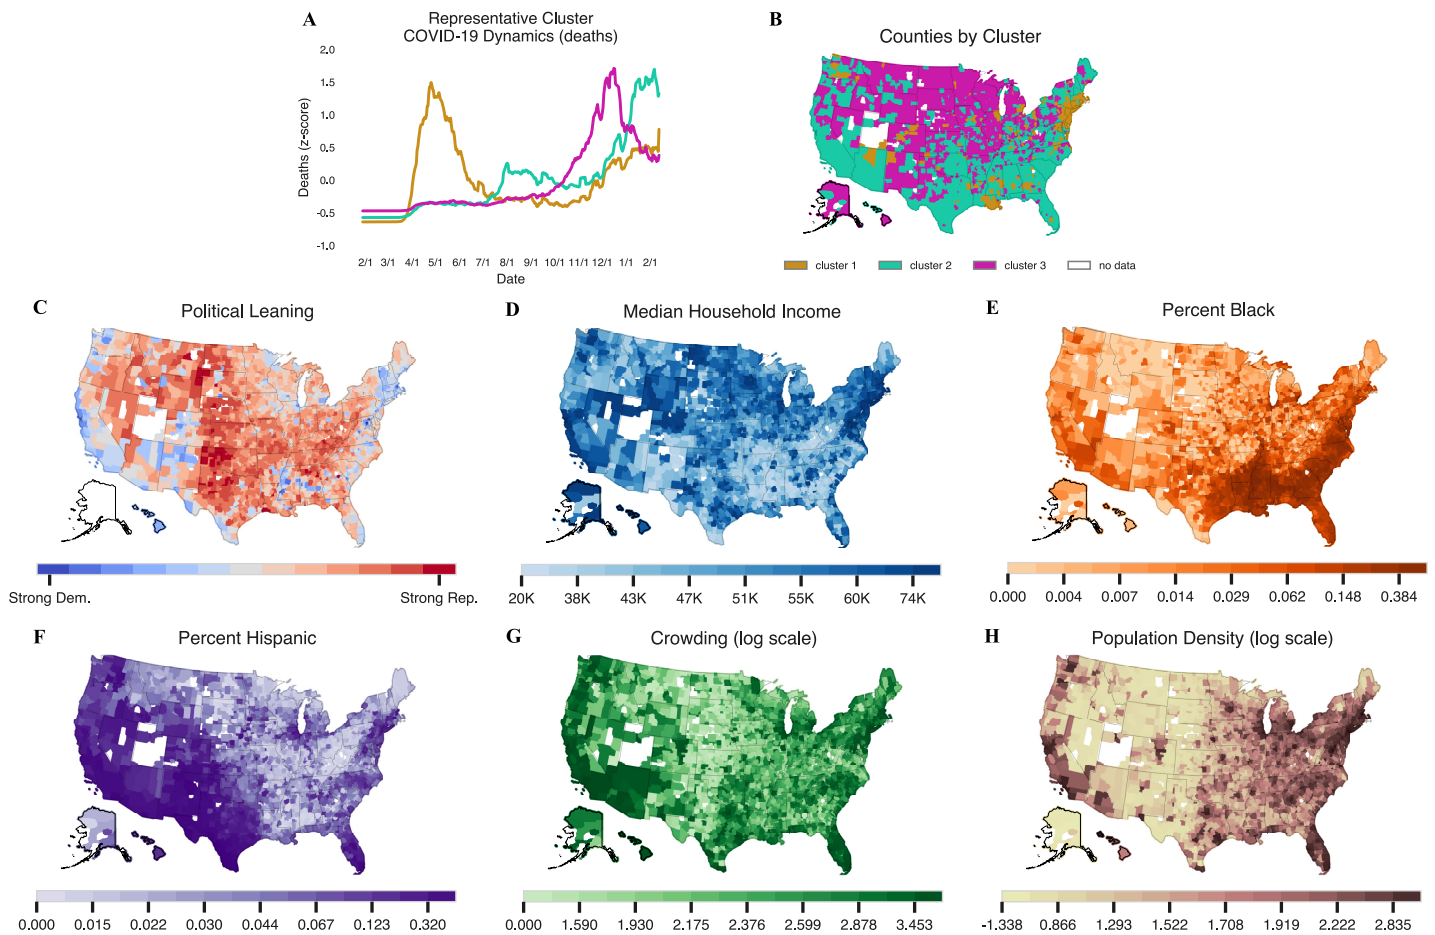 A
Representative Cluster
COVID-19 Dynamics (deaths)
2.0
1.5
1.0
0.5
0.0
-0.5
-1.0
Deaths (z-score)
2/1 3/1 4/1 5/1 6/1 7/1 8/1 9/1 10/1 11/1 12/1 1/1 2/1
Date
B
Counties by Cluster
cluster 1 cluster 2 cluster 3 no data
C
Political Leaning
Strong Dem. Strong Rep.
D
Median Household Income
20K 38K 43K 47K 51K 55K 60K 74K
E
Percent Black
0.000 0.004 0.007 0.014 0.029 0.062 0.148 0.384
F
Percent Hispanic
0.000 0.015 0.022 0.030 0.044 0.067 0.123 0.320
G
Crowding (log scale)
0.000 1.590 1.930 2.175 2.376 2.599 2.878 3.453
H
Population Density (log scale)
-1.338 0.866 1.293 1.522 1.708 1.919 2.222 2.835